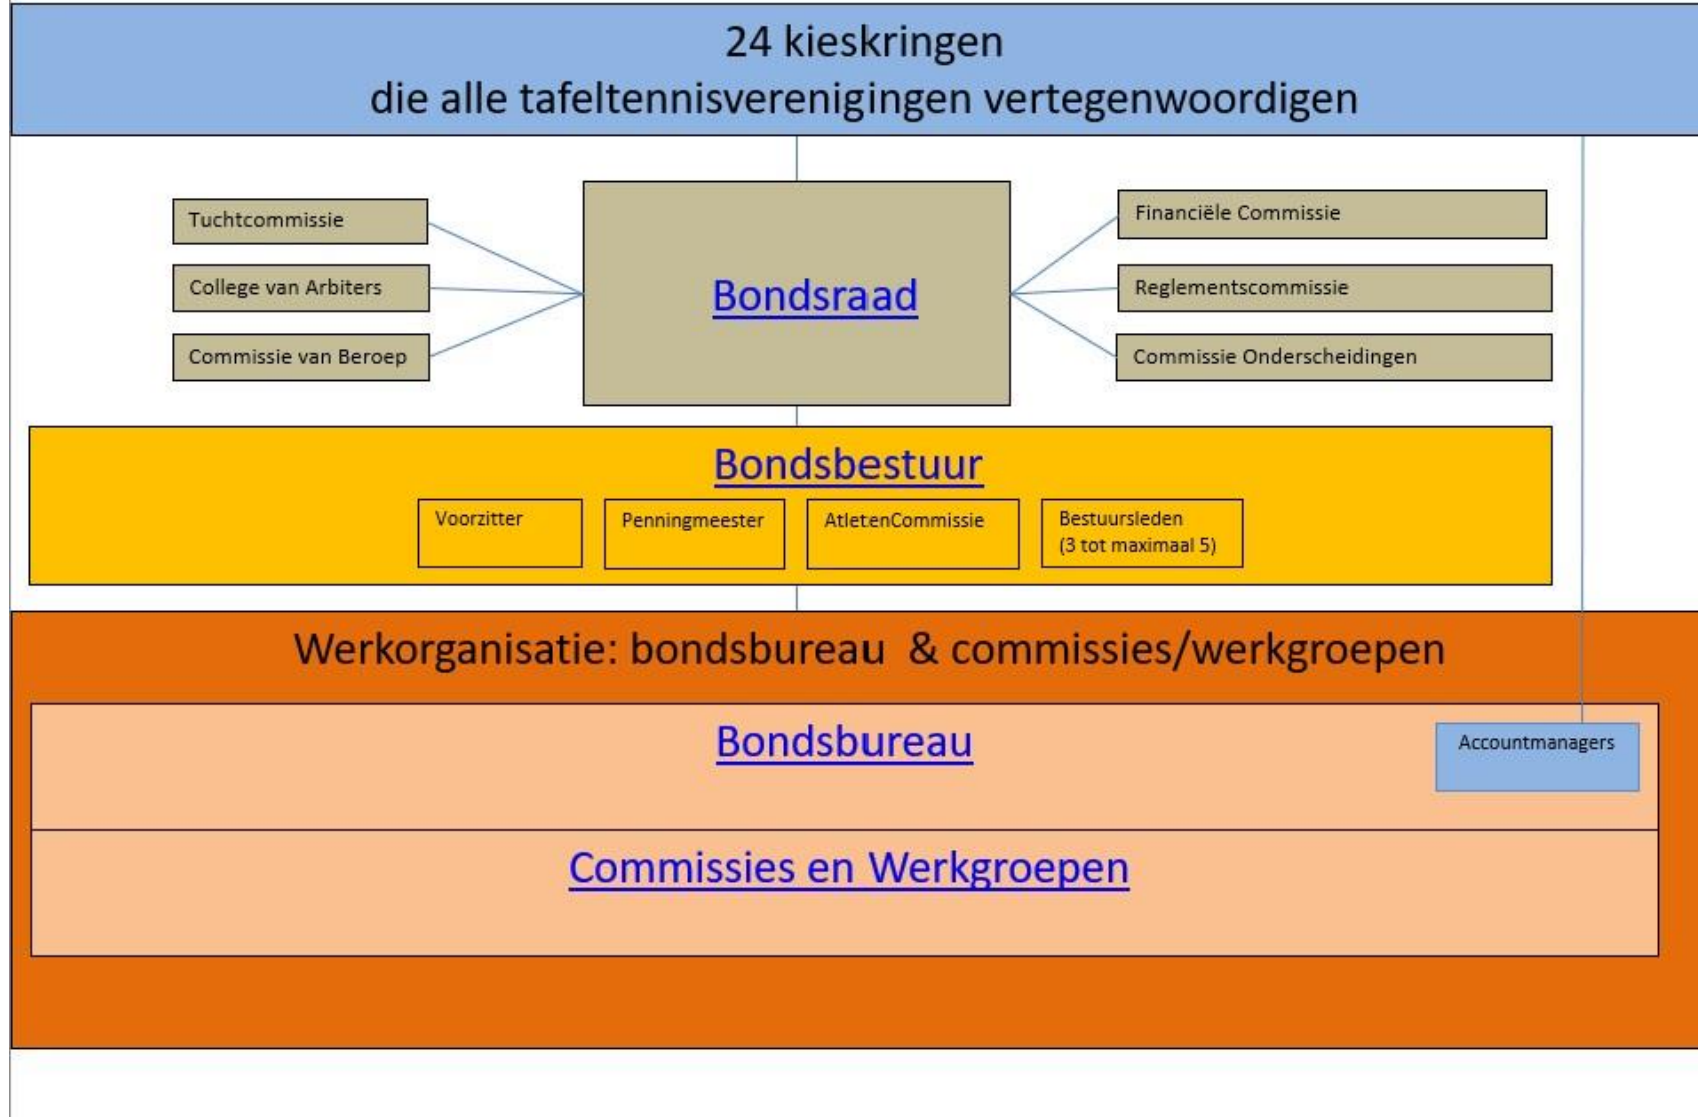 24 kieskringen
die alle tafeltennisverenigingen vertegenwoordigen
Tuchtcommissie
College van Arbiters
Commissie van Beroep
Bondsraad
Financiële Commissie
Reglementscommissie
Commissie Onderscheidingen
Bondsbestuur
Voorzitter
Penningmeester
AtletenCommissie
Bestuursleden
(3 tot maximaal 5)
Werkorganisatie: bondsbureau & commissies/werkgroepen
Bondsbureau
Accountmanagers
Commissies en Werkgroepen